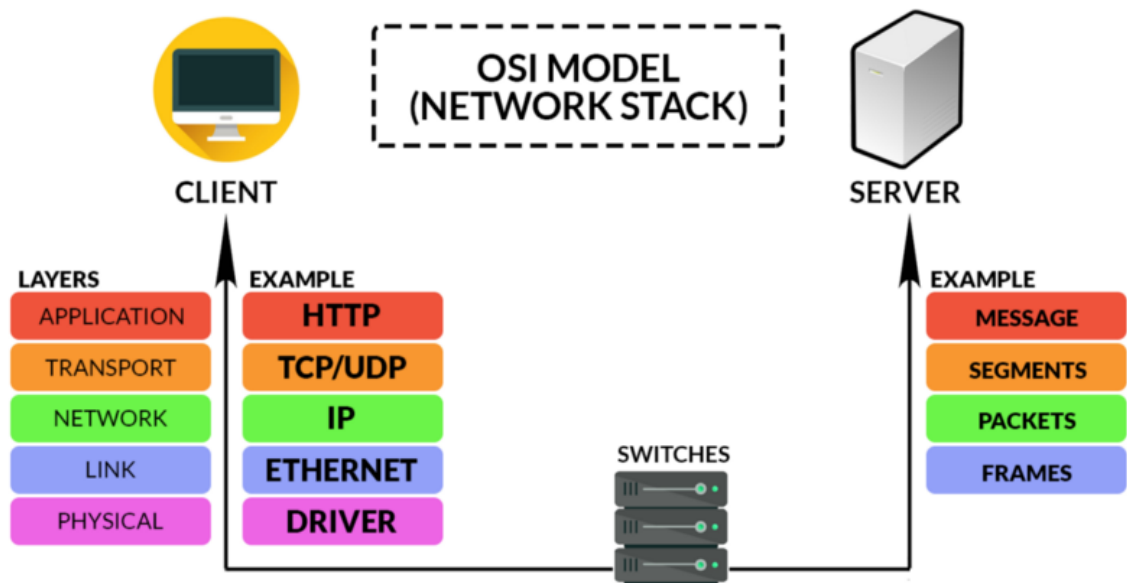 OSI MODEL
(NETWORK STACK)
CLIENT
SERVER
LAYERS
APPLICATION
TRANSPORT
NETWORK
LINK
PHYSICAL
EXAMPLE
HTTP
TCP/UDP
IP
ETHERNET
DRIVER
SWITCHES
EXAMPLE
MESSAGE
SEGMENTS
PACKETS
FRAMES